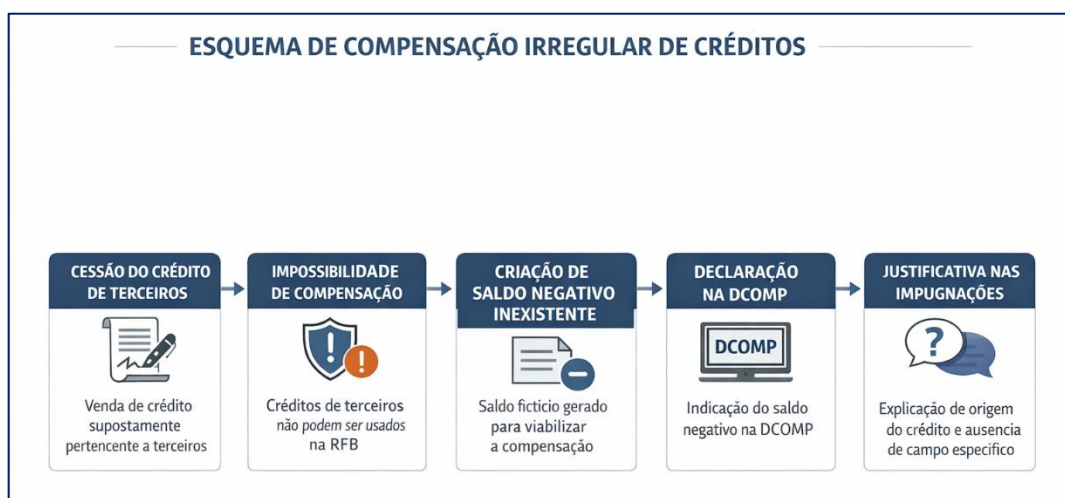 ESQUEMA DE COMPENSAÇÃO IRREGULAR DE CRÉDITOS
CESSÃO DO CRÉDITO
DE TERCEIROS
Venda de crédito
supostamente
pertencente a terceiros
IMPOSSIBILIDADE
DE COMPENSAÇÃO
Créditos de terceiros
não podem ser usados
na RFB
CRIAÇÃO DE
SALDO NEGATIVO
INEXISTENTE
Saldo ficticio gerado
para viabilizar
a compensação
DECLARAÇÃO
NA DCOMP
DCOMP
Indicação do saldo
negativo na DCOMP
JUSTIFICATIVA NAS
IMPUGNAÇÕES
?
Explicação de origem
do crédito e ausencia
de campo especifico